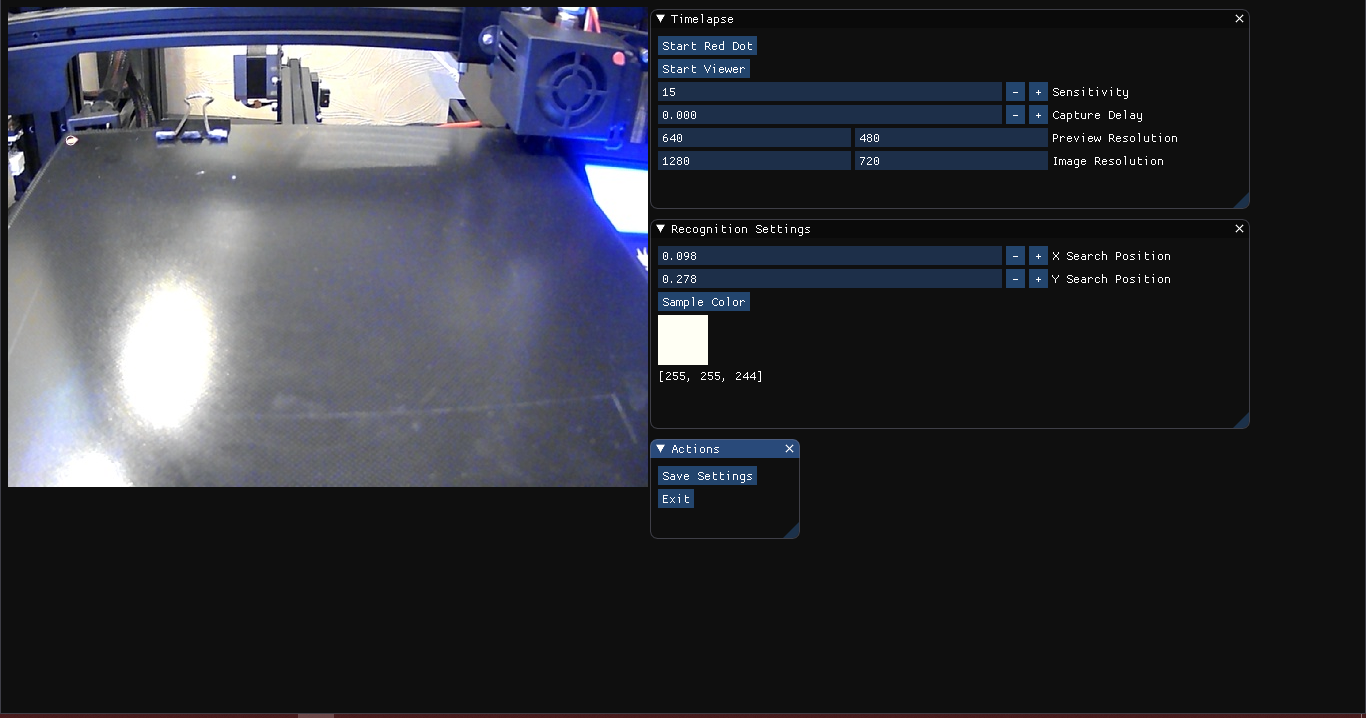 Timelapse
Start Red Dot
Start Viewer
15 - + Sensitivity
0.000 - + Capture Delay
640 480 Preview Resolution
1280 720 Image Resolution
Recognition Settings
0.098 - + X Search Position
0.278 - + Y Search Position
Sample Color
[255, 255, 244]
Actions
Save Settings
Exit